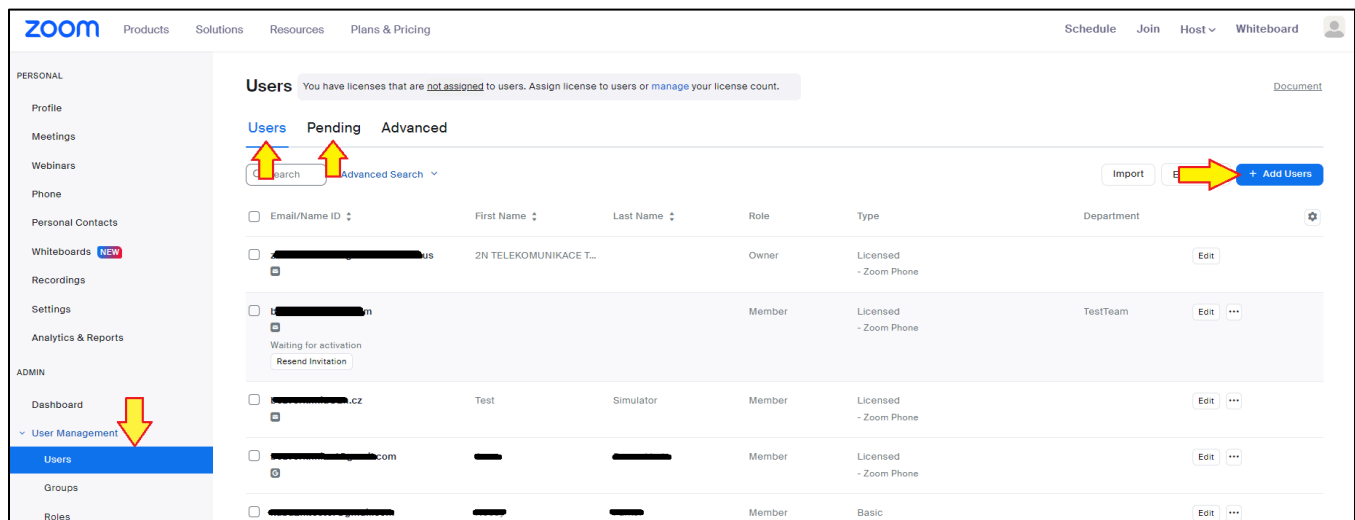 zoom Products Solutions Resources Plans & Pricing Schedule Join Host Whiteboard
PERSONAL
Profile
Meetings
Webinars
Phone
Personal Contacts
Whiteboards NEW
Recordings
Settings
Analytics & Reports
ADMIN
Dashboard
User Management
Users
Groups
Roles
Users You have licenses that are not assigned to users. Assign license to users or manage your license count. Document
Users Pending Advanced
Advanced Search Import + Add Users
Email/Name ID First Name Last Name Role Type Department
us 2N TELEKOMUNIKACE T... Owner Licensed
- Zoom Phone
Edit
m Member Licensed TestTeam Edit ...
- Zoom Phone
Waiting for activation
Resend Invitation
.cz Test Simulator Member Licensed Edit ...
- Zoom Phone
.com Member Licensed Edit ...
- Zoom Phone
Member Basic Edit ...